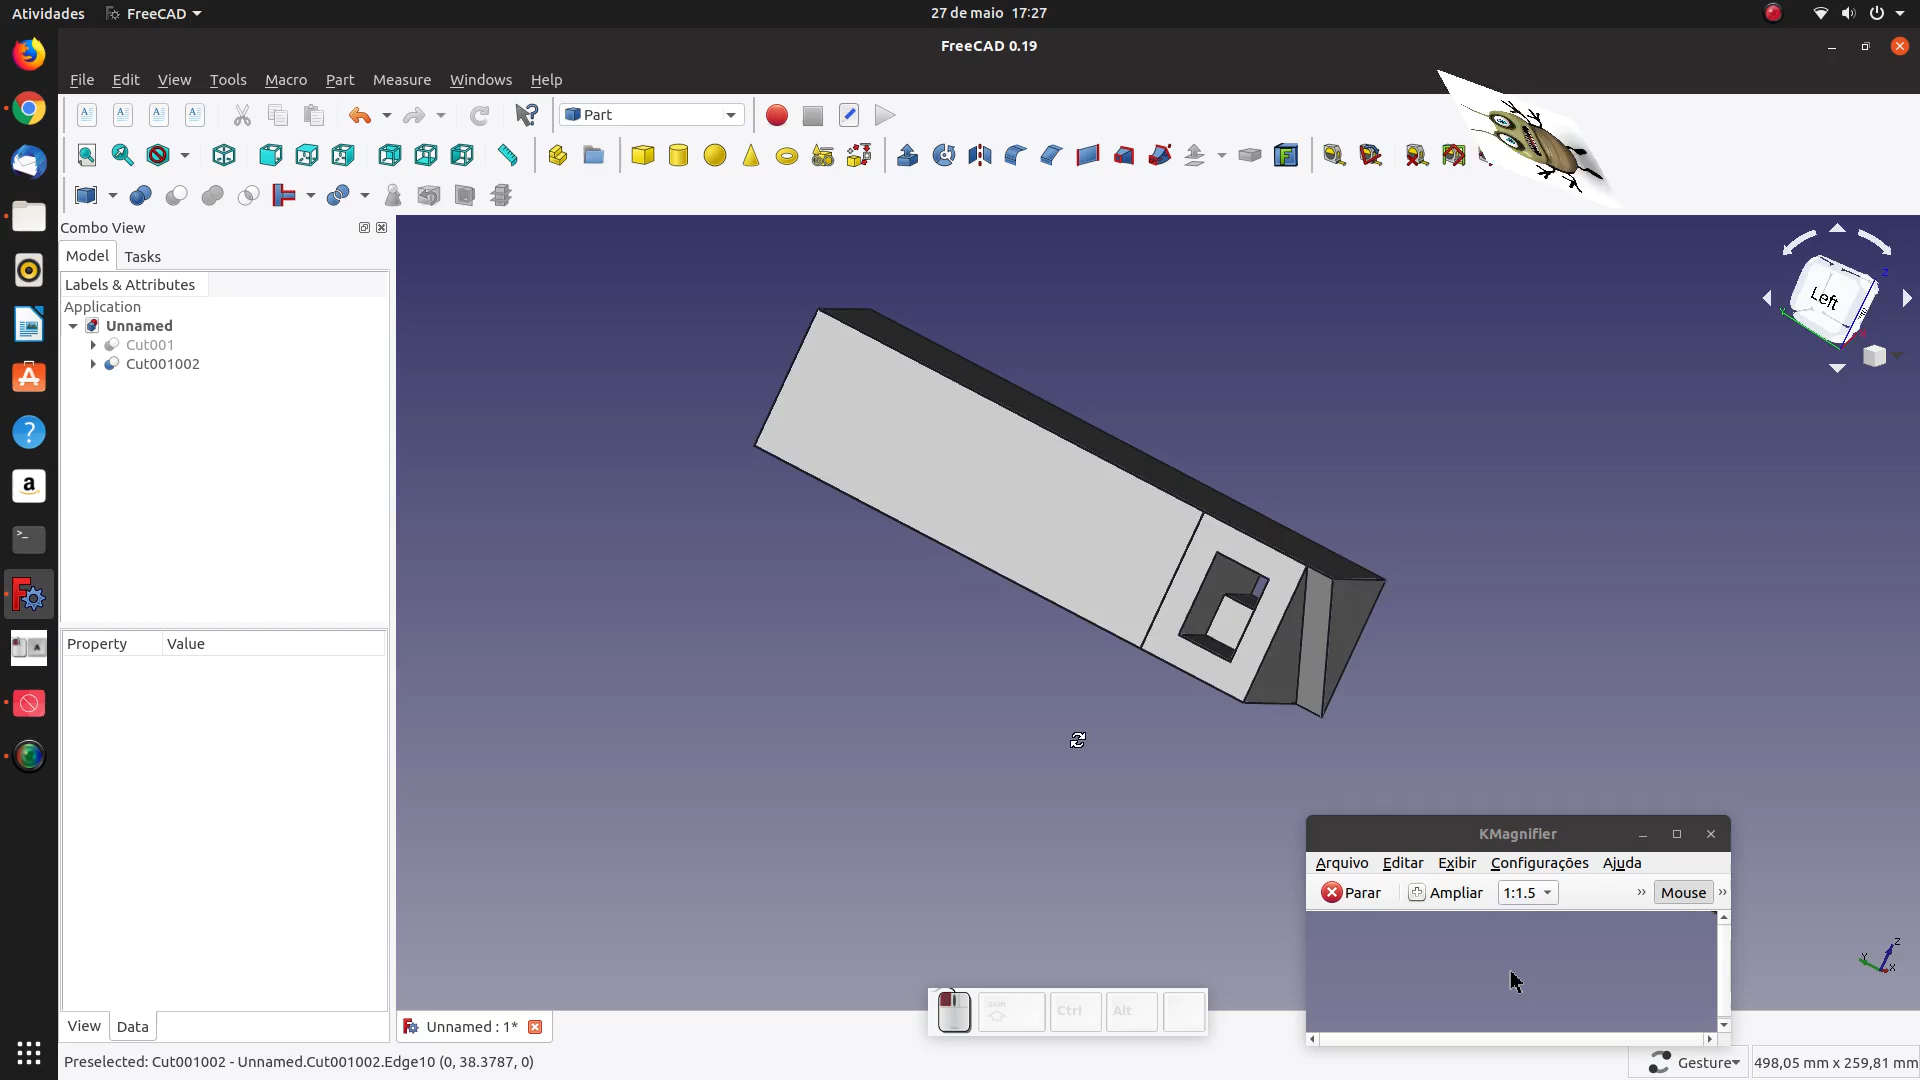 Atividades FreeCAD 27 de maio 17:27
FreeCAD 0.19
File Edit View Tools Macro Part Measure Windows Help
Part
Combo View
Model Tasks
Labels & Attributes
Application
Unnamed
Cut001
Cut001002
Left
Z
Y
Property Value
KMagnifier
Arquivo Editar Exibir Configurações Ajuda
Parar Ampliar 1:1.5 » Mouse »
Z
Y
X
Shift Ctrl Alt
View Data
Unnamed : 1*
Preselected: Cut001002 - Unnamed.Cut001002.Edge10 (0, 38.3787, 0)
Gesture 498,05 mm x 259,81 mm